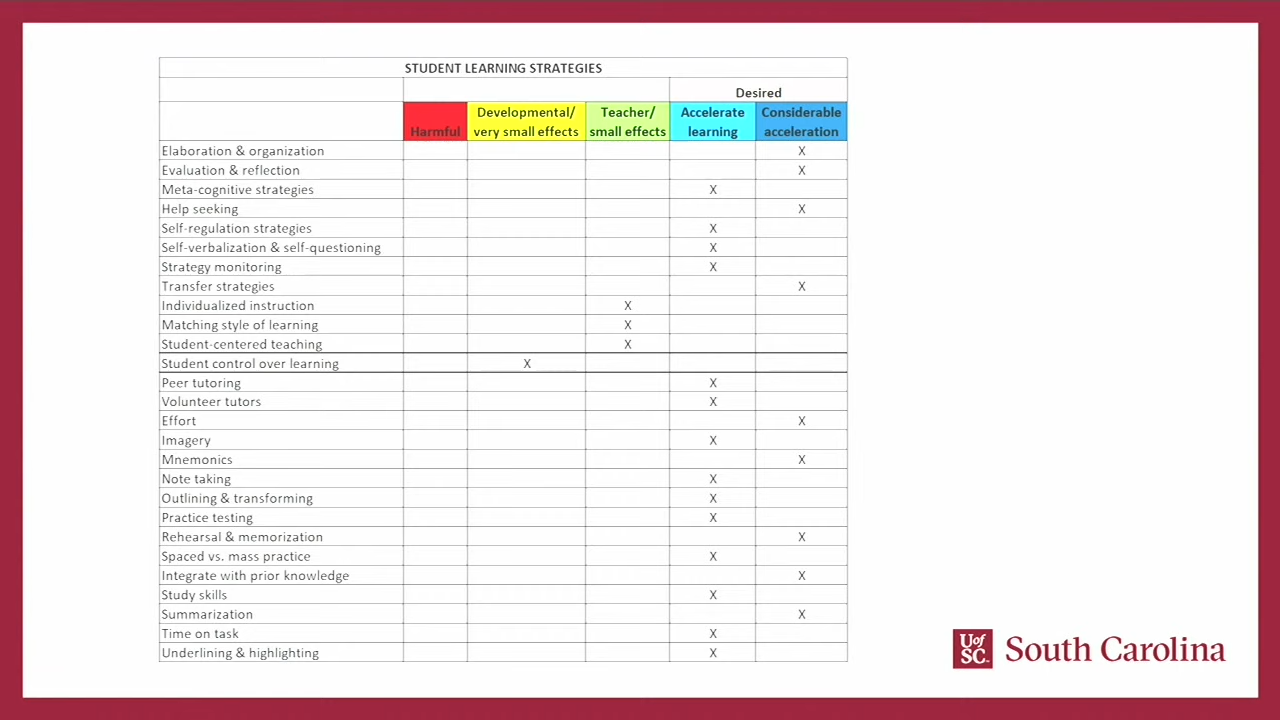 STUDENT LEARNING STRATEGIES
Desired
Harmful Developmental/ very small effects Teacher/ small effects Accelerate learning Considerable acceleration
Elaboration & organization X
Evaluation & reflection X
Meta-cognitive strategies X
Help seeking X
Self-regulation strategies X
Self-verbalization & self-questioning X
Strategy monitoring X
Transfer strategies X
Individualized instruction X
Matching style of learning X
Student-centered teaching X
Student control over learning X
Peer tutoring X
Volunteer tutors X
Effort X
Imagery X
Mnemonics X
Note taking X
Outlining & transforming X
Practice testing X
Rehearsal & memorization X
Spaced vs. mass practice X
Integrate with prior knowledge X
Study skills X
Summarization X
Time on task X
Underlining & highlighting X
UofSC South Carolina